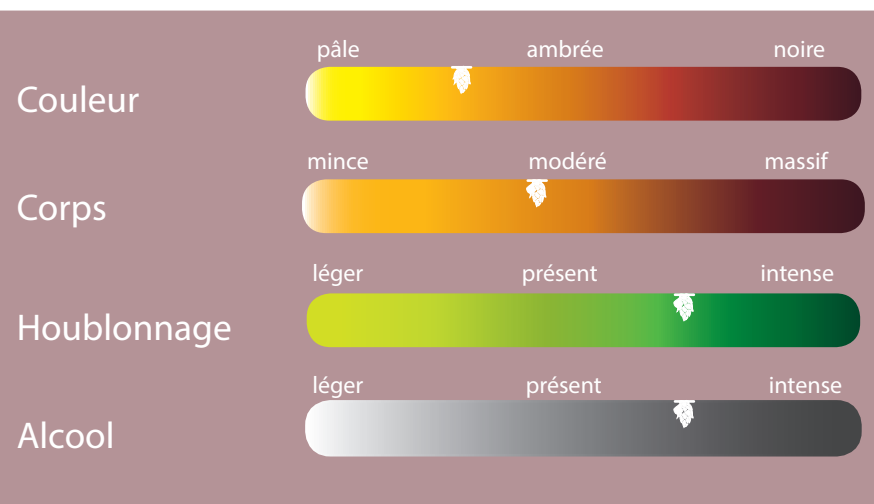 pâle ambrée noire
Couleur
mince modéré massif
Corps
léger présent intense
Houblonnage
léger présent intense
Alcool